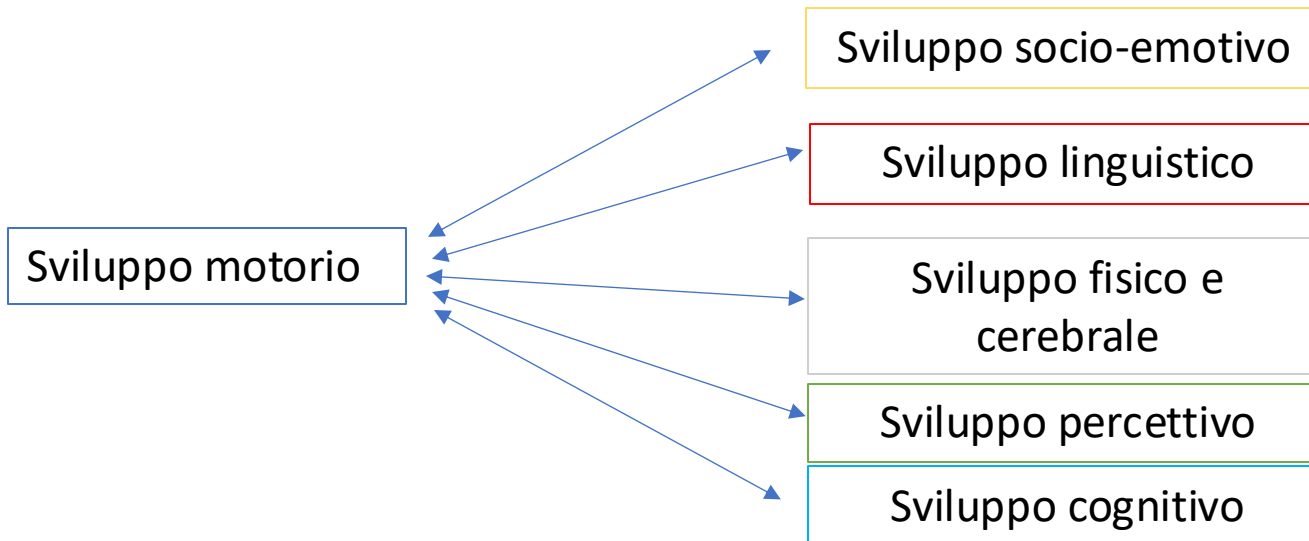 Sviluppo socio-emotivo
Sviluppo linguistico
Sviluppo motorio
Sviluppo fisico e
cerebrale
Sviluppo percettivo
Sviluppo cognitivo